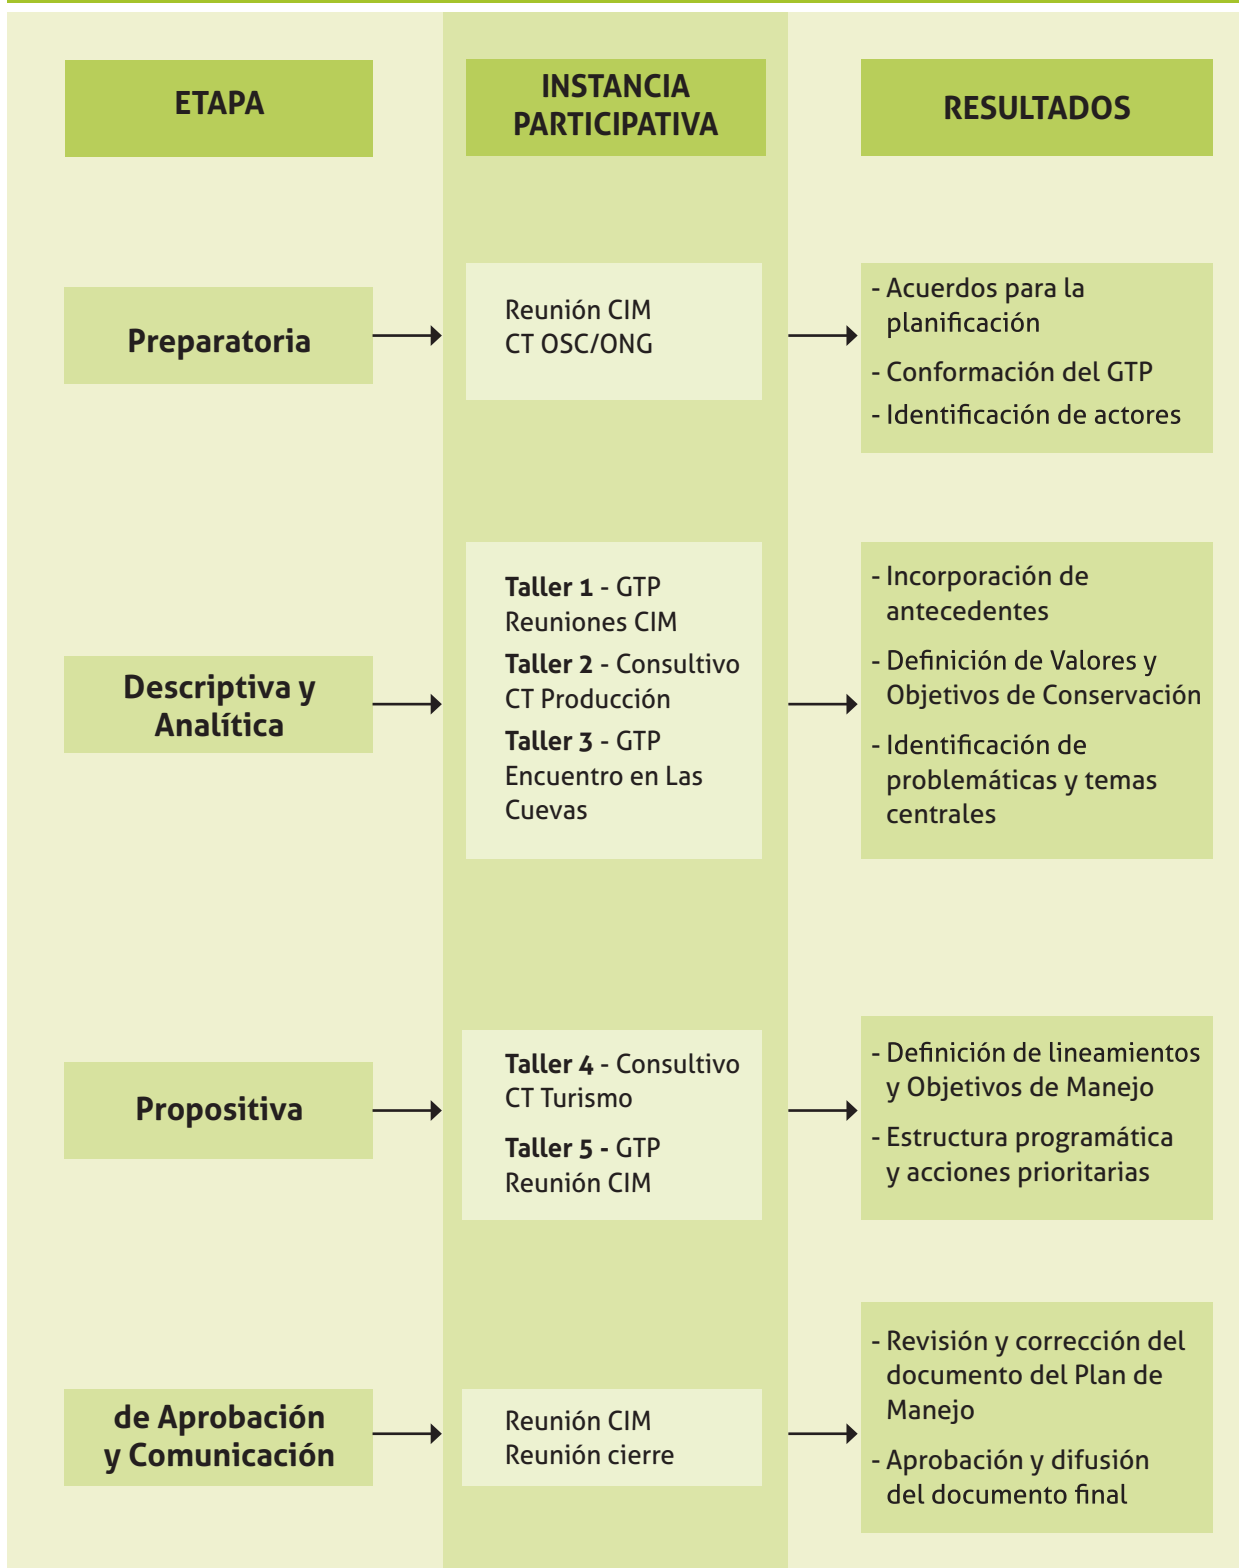 ETAPA
INSTANCIA
PARTICIPATIVA
RESULTADOS
Preparatoria
Reunión CIM
CT OSC/ONG
- Acuerdos para la
planificación
- Conformación del GTP
- Identificación de actores
Descriptiva y
Analítica
Taller 1 - GTP
Reuniones CIM
Taller 2 - Consultivo
CT Producción
Taller 3 - GTP
Encuentro en Las
Cuevas
- Incorporación de
antecedentes
- Definición de Valores y
Objetivos de Conservación
- Identificación de
problemáticas y temas
centrales
Propositiva
Taller 4 - Consultivo
CT Turismo
Taller 5 - GTP
Reunión CIM
- Definición de lineamientos
y Objetivos de Manejo
- Estructura programática
y acciones prioritarias
de Aprobación
y Comunicación
Reunión CIM
Reunión cierre
- Revisión y corrección del
documento del Plan de
Manejo
- Aprobación y difusión
del documento final